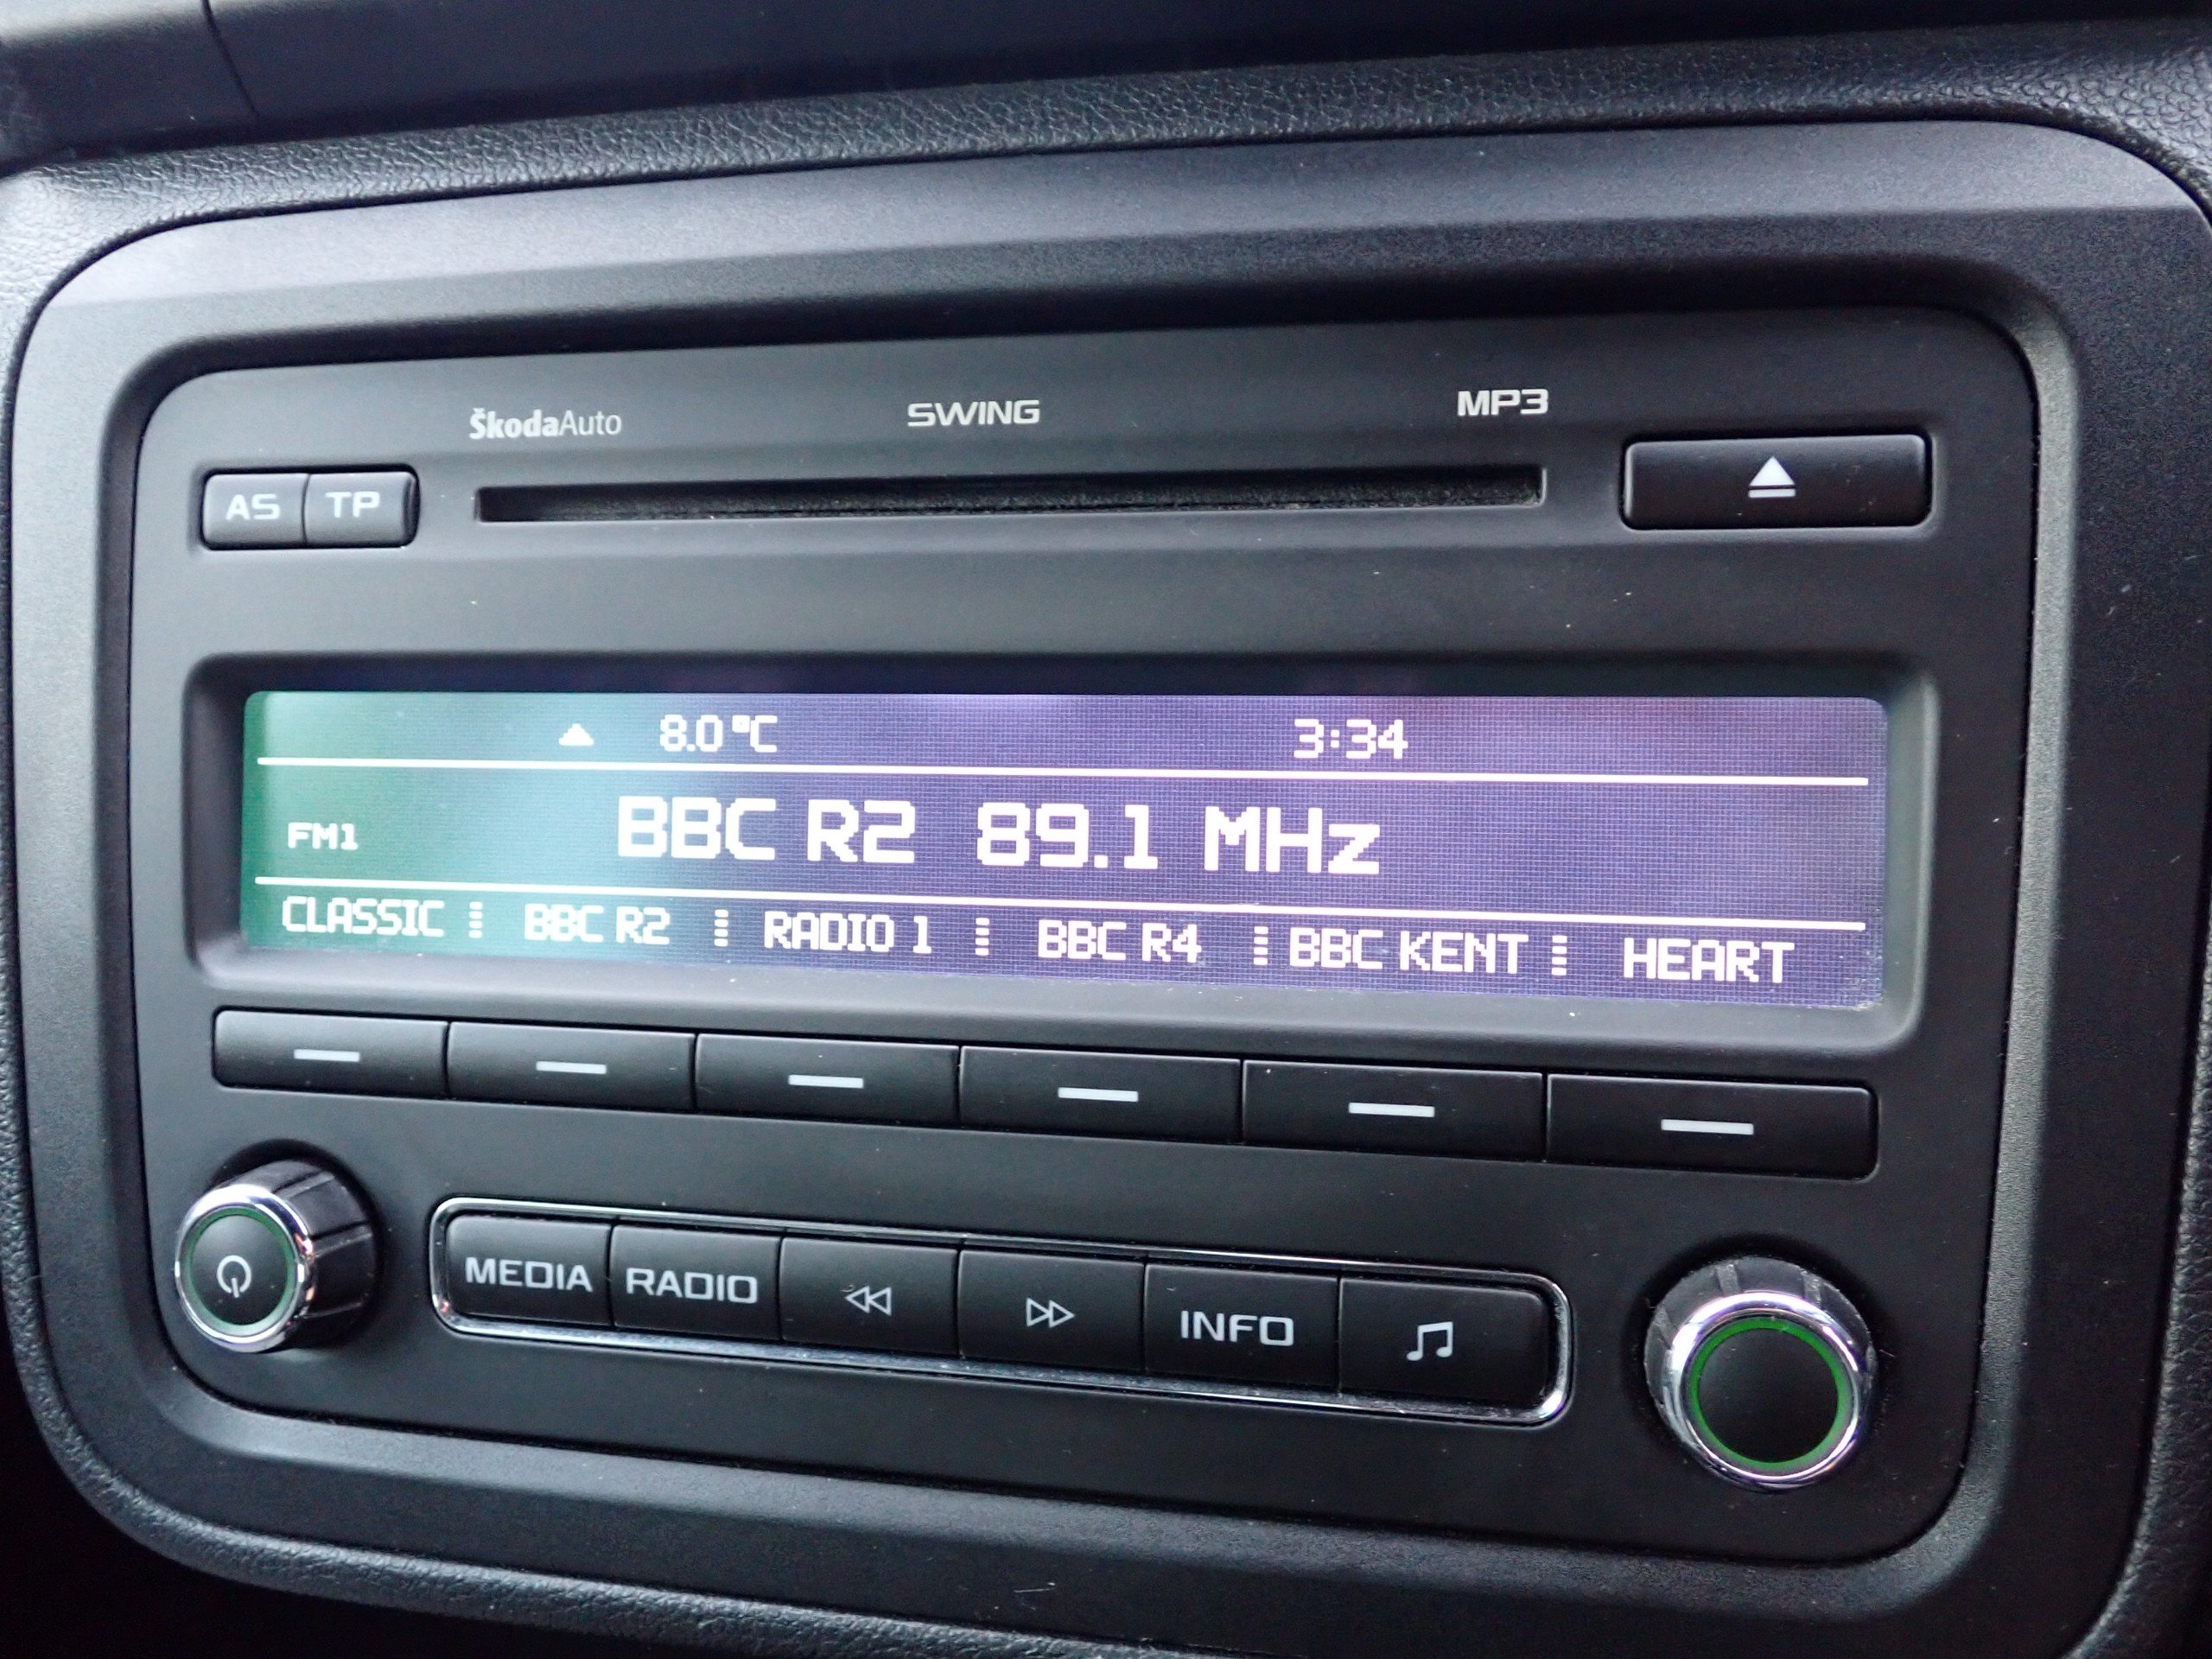 ŠkodaAuto SWING MP3
AS TP
8.0 °C 3:34
FM1 BBC R2 89.1 MHz
CLASSIC BBC R2 RADIO 1 BBC R4 BBC KENT HEART
MEDIA RADIO INFO